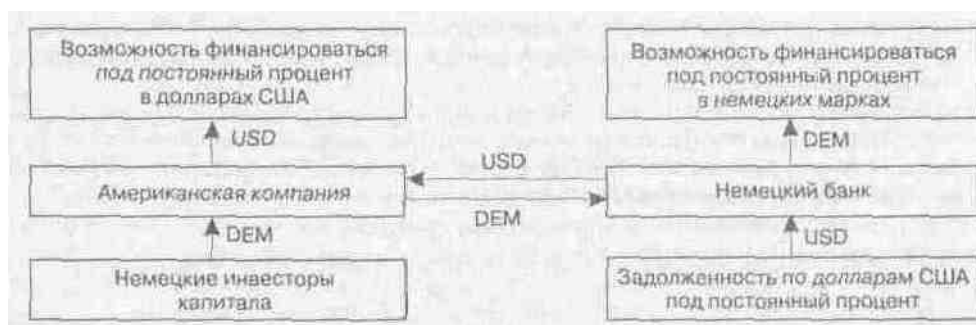 Возможность финансироваться
под постоянный процент
в долларах США
Возможность финансироваться
под постоянный процент
в немецких марках
USD
DEM
USD
Американская компания
Немецкий банк
DEM
DEM
USD
Немецкие инвесторы
капитала
Задолженность по долларам США
под постоянный процент